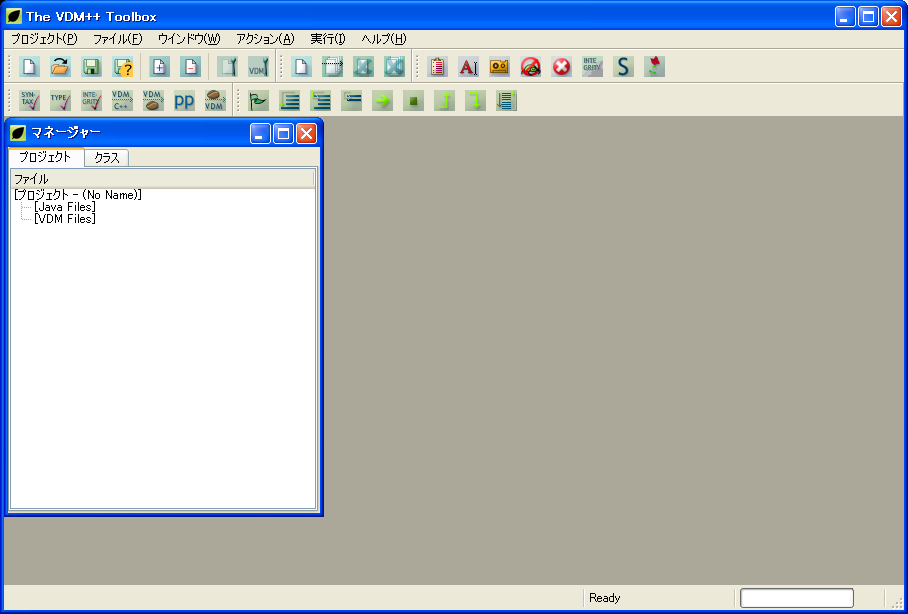 The VDM++ Toolbox
プロジェクト(P) ファイル(F) ウインドウ(W) アクション(A) 実行(I) ヘルプ(H)
? VDM A INTE GRITY S
SYN-TAX TYPE INTE-GRITY VDM C++ VDM pp VDM
マネージャー
プロジェクト クラス
ファイル
[プロジェクト - (No Name)]
[Java Files]
[VDM Files]
Ready